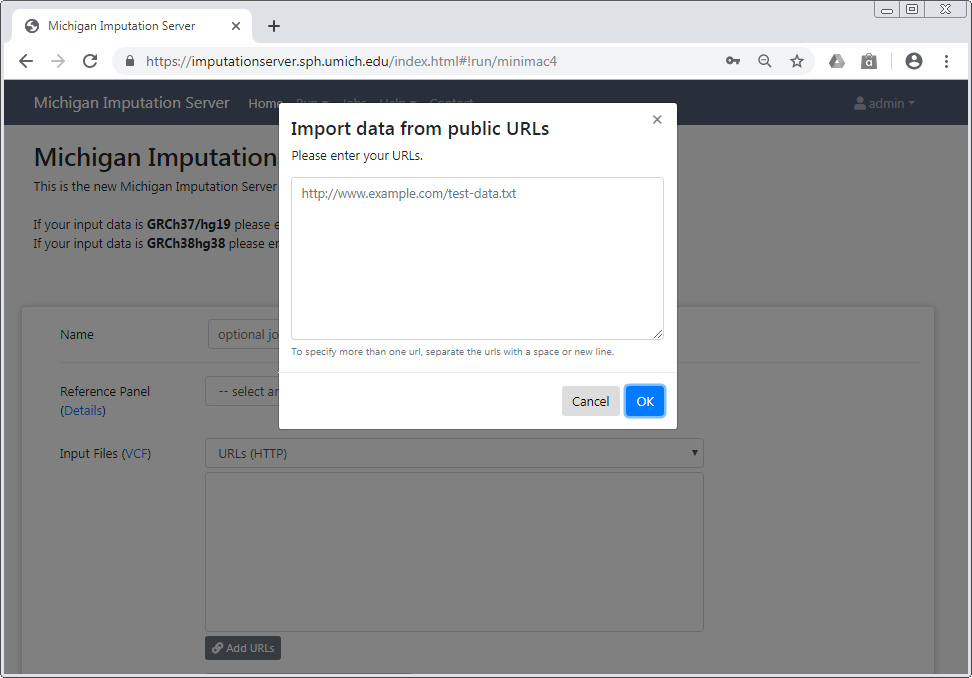 Michigan Imputation Server
https://imputationserver.sph.umich.edu/index.html#!run/minimac4
Michigan Imputation Server Home Run Jobs Help Contact admin
Import data from public URLs
Please enter your URLs.
http://www.example.com/test-data.txt
To specify more than one url, separate the urls with a space or new line.
Cancel OK
Michigan Imputation
This is the new Michigan Imputation Server
If your input data is GRCh37/hg19 please
If your input data is GRCh38hg38 please
Name optional
Reference Panel -- select
(Details)
Input Files (VCF) URLs (HTTP)
Add URLs